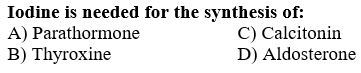 Iodine is needed for the synthesis of:
A) Parathormone C) Calcitonin
B) Thyroxine D) Aldosterone